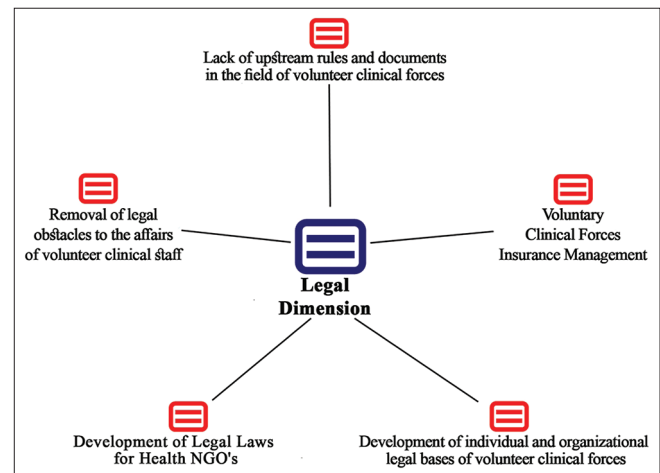 Lack of upstream rules and documents
in the field of volunteer clinical forces
Removal of legal
obstacles to the affairs
of volunteer clinical staff
Voluntary
Clinical Forces
Insurance Management
Legal
Dimension
Development of Legal Laws
for Health NGO's
Development of individual and organizational
legal bases of volunteer clinical forces